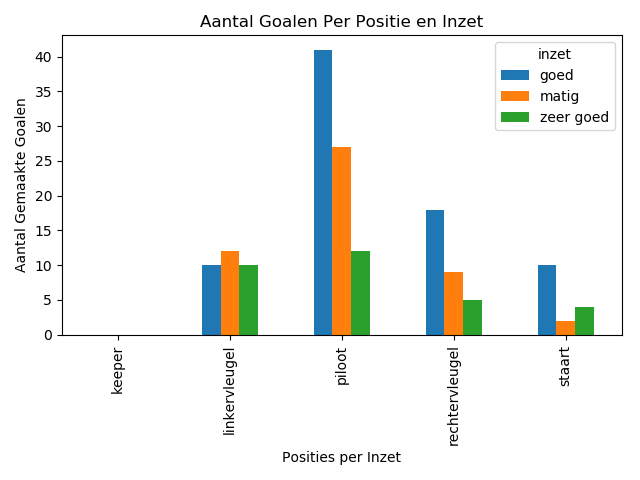 Aantal Goalen Per Positie en Inzet
Aantal Gemaakte Goalen
40
35
30
25
20
15
10
5
0
inzet
goed
matig
zeer goed
keeper
linkervleugel
piloot
rechtervleugel
staart
Posities per Inzet